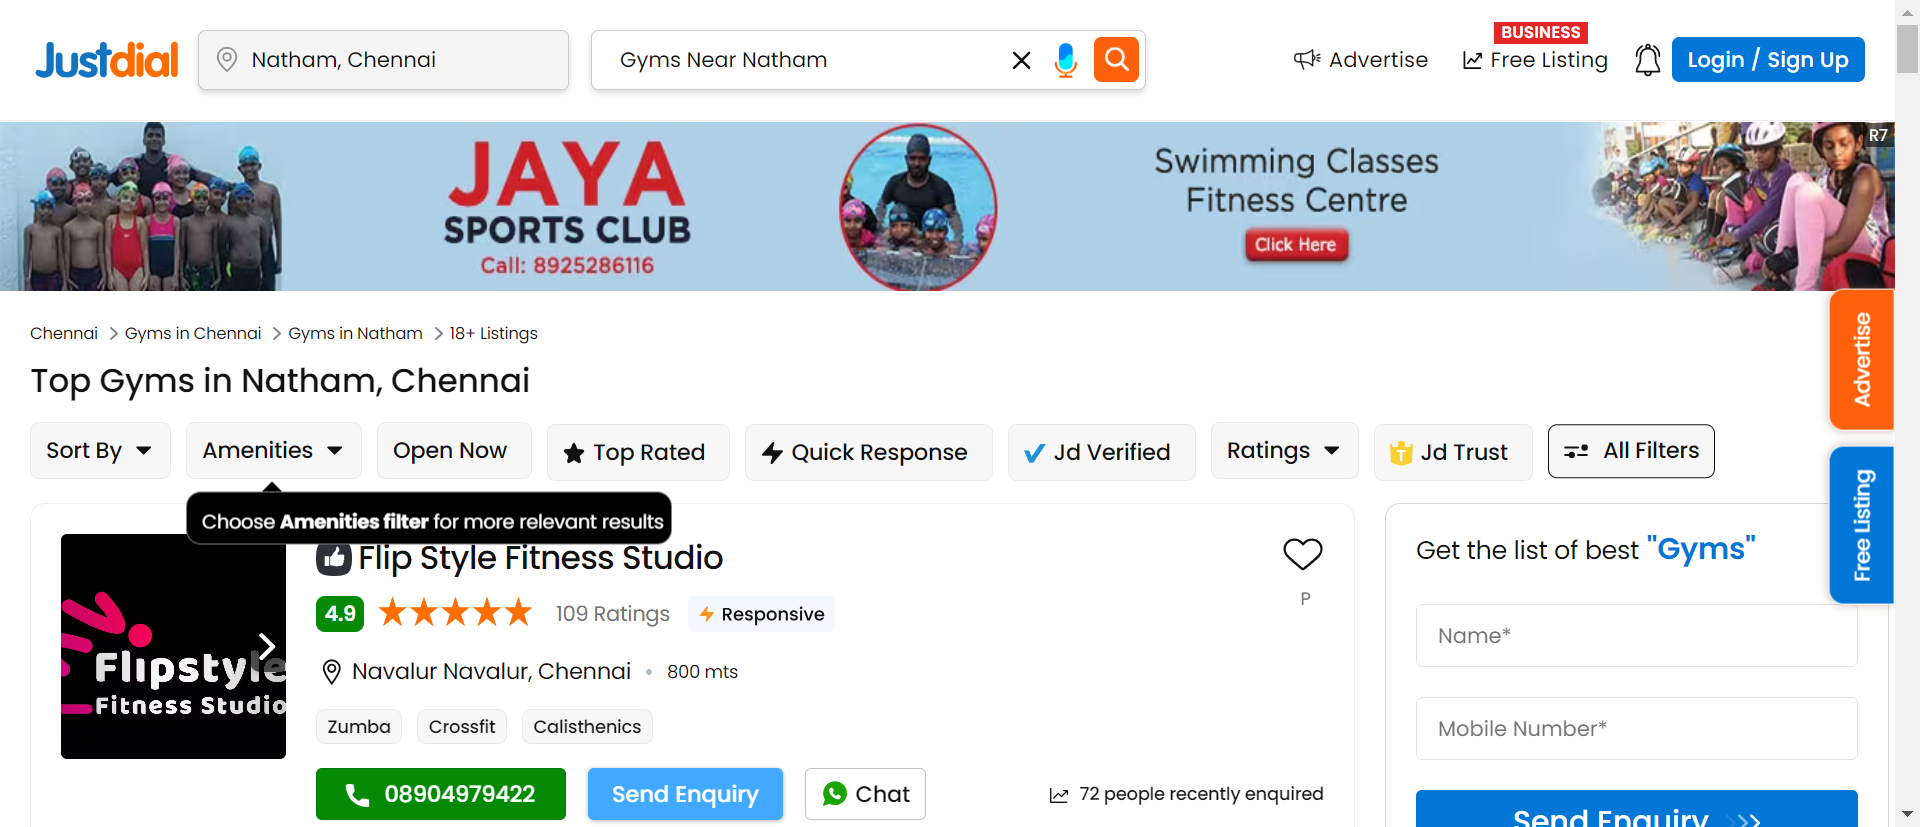 Justdial
Natham, Chennai
Gyms Near Natham
Advertise
BUSINESS
Free Listing
Login / Sign Up
JAYA
SPORTS CLUB
Call: 8925286116
Swimming Classes
Fitness Centre
Click Here
R7
Chennai > Gyms in Chennai > Gyms in Natham > 18+ Listings
Top Gyms in Natham, Chennai
Sort By
Amenities
Open Now
Top Rated
Quick Response
Jd Verified
Ratings
Jd Trust
All Filters
Choose Amenities filter for more relevant results
Flipstyle
Fitness Studio
Flip Style Fitness Studio
4.9
109 Ratings
Responsive
Navalur Navalur, Chennai • 800 mts
Zumba
Crossfit
Calisthenics
08904979422
Send Enquiry
Chat
72 people recently enquired
P
Get the list of best "Gyms"
Name*
Mobile Number*
Send Enquiry
Advertise
Free Listing